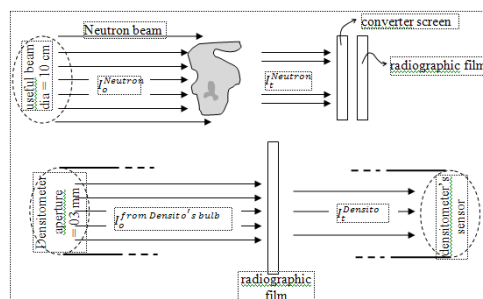 converter screen
Neutron beam
useful beam
dia = 10 cm
I_o^Neutron
I_t^Neutron
radiographic film
Densitometer
aperture
=03 mm
I_o^from Densito's bulb
I_t^Densito
densitometer's
sensor
radiographic
film